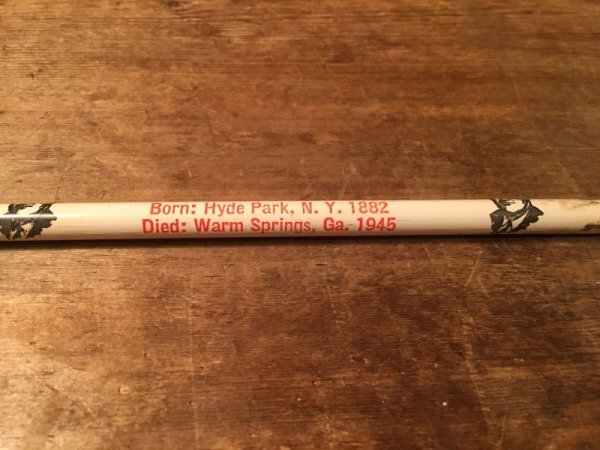 Born: Hyde Park, N. Y. 1882
Died: Warm Springs, Ga. 1945